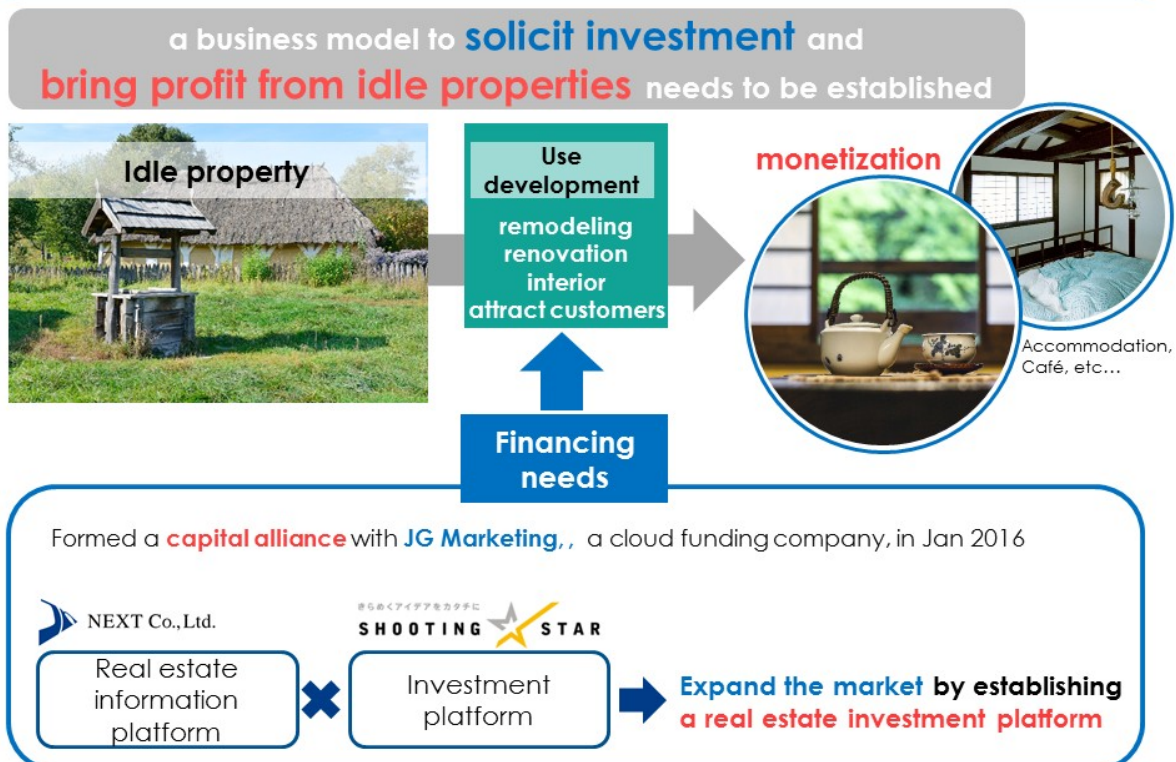 a business model to solicit investment and
bring profit from idle properties needs to be established
Idle property
Use
development
remodeling
renovation
interior
attract customers
monetization
Accommodation,
Café, etc...
Financing
needs
Formed a capital alliance with JG Marketing, , a cloud funding company, in Jan 2016
NEXT Co.,Ltd.
きらめくアイデアをカタチに
SHOOTING STAR
Real estate
information
platform
Investment
platform
Expand the market by establishing
a real estate investment platform